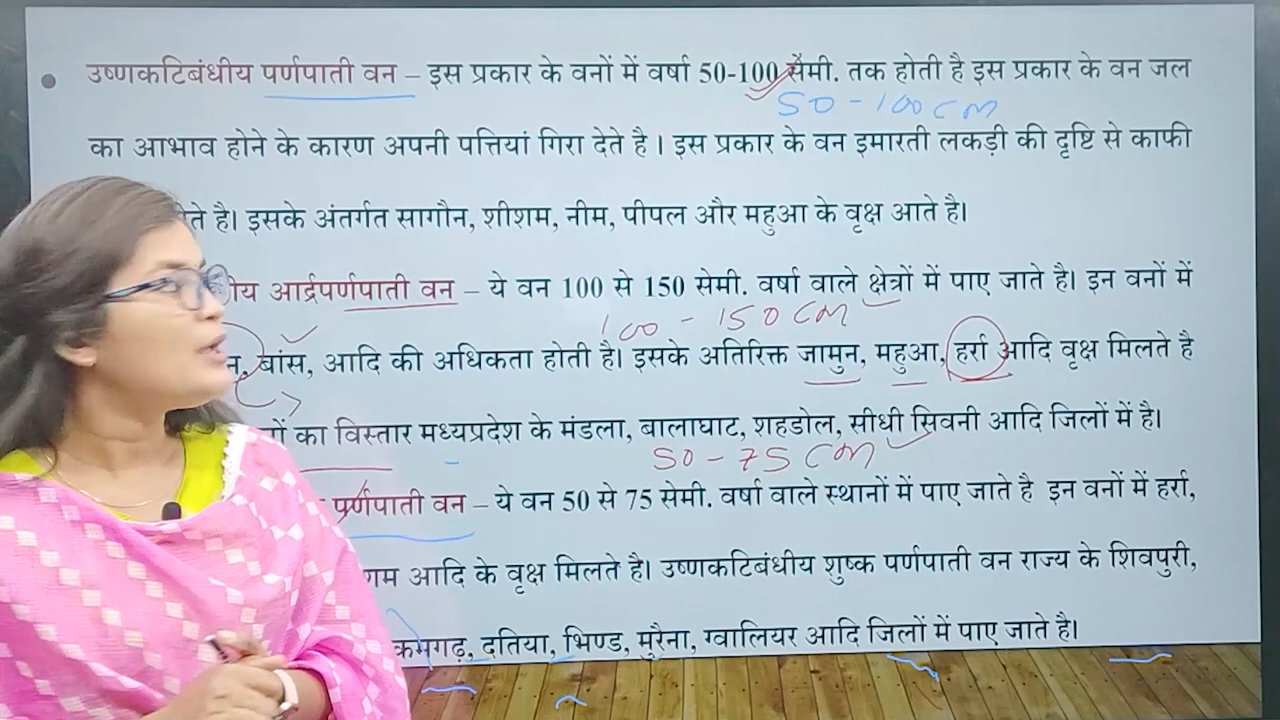 उष्णकटिबंधीय पर्णपाती वन – इस प्रकार के वनों में वर्षा 50-100 सेमी. तक होती है इस प्रकार के वन जल
50-100 cm
का आभाव होने के कारण अपनी पत्तियां गिरा देते है । इस प्रकार के वन इमारती लकड़ी की दृष्टि से काफी
है। इसके अंतर्गत सागौन, शीशम, नीम, पीपल और महुआ के वृक्ष आते है।
आर्द्रपर्णपाती वन – ये वन 100 से 150 सेमी. वर्षा वाले क्षेत्रों में पाए जाते है। इन वनों में
100 - 150 cm
बांस, आदि की अधिकता होती है। इसके अतिरिक्त जामुन, महुआ, हर्रा आदि वृक्ष मिलते है
का विस्तार मध्यप्रदेश के मंडला, बालाघाट, शहडोल, सीधी सिवनी आदि जिलों में है।
50-75 cm
पर्णपाती वन – ये वन 50 से 75 सेमी. वर्षा वाले स्थानों में पाए जाते है इन वनों में हर्रा,
आदि के वृक्ष मिलते है। उष्णकटिबंधीय शुष्क पर्णपाती वन राज्य के शिवपुरी,
दतिया, भिण्ड, मुरैना, ग्वालियर आदि जिलों में पाए जाते है।